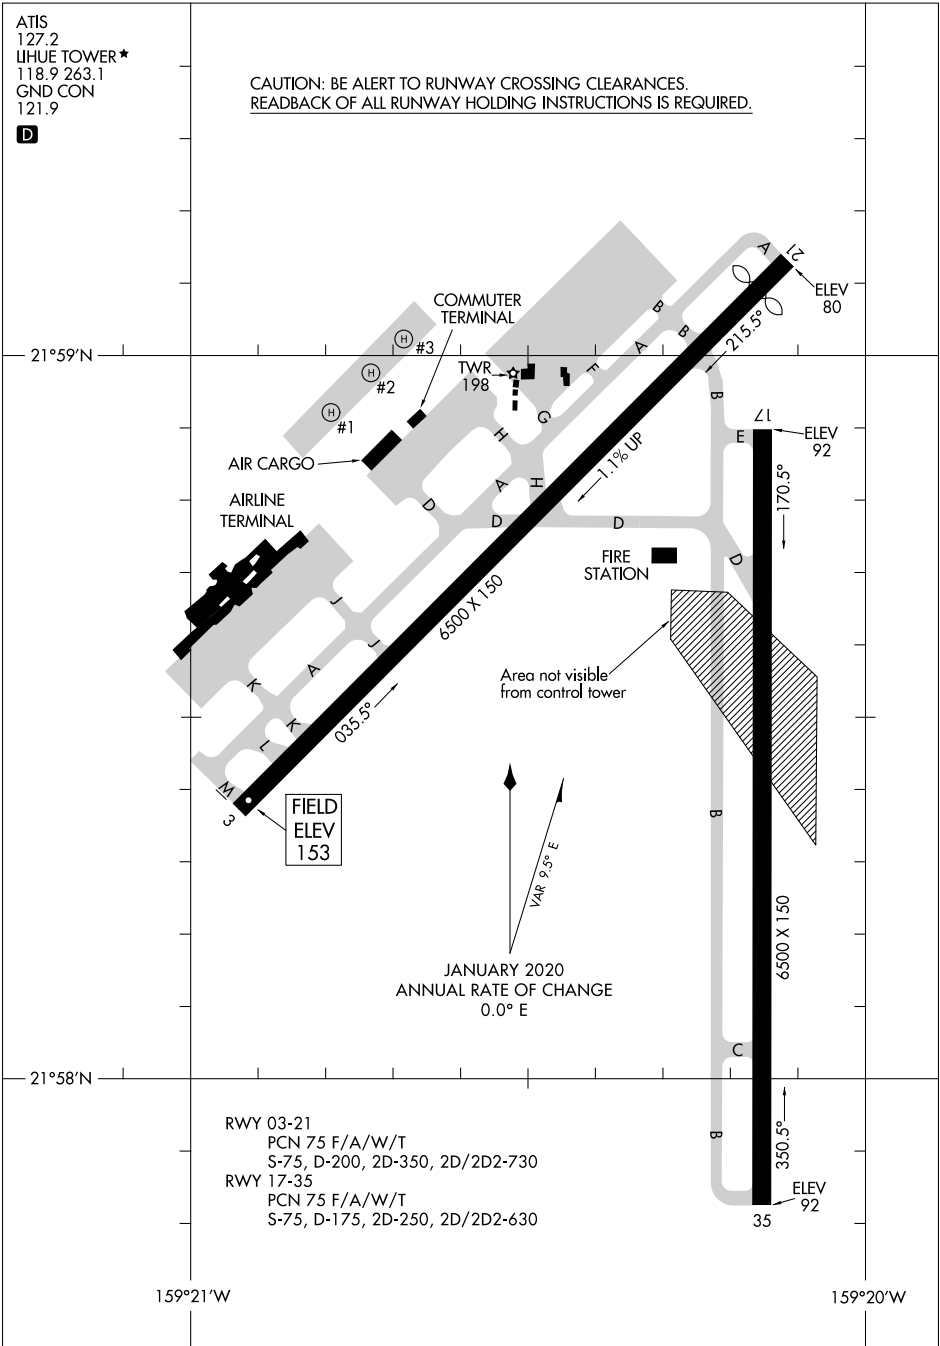 ATIS
127.2
LIHUE TOWER★
118.9 263.1
GND CON
121.9
D
CAUTION: BE ALERT TO RUNWAY CROSSING CLEARANCES.
READBACK OF ALL RUNWAY HOLDING INSTRUCTIONS IS REQUIRED.
A
21
ELEV
80
COMMUTER
TERMINAL
B
B
215.5°
21°59'N
H
#3
A
TWR
198
F
H
#2
B
H
#1
G
17
H
E
ELEV
92
1.1% UP
AIR CARGO
A
H
170.5°
AIRLINE
TERMINAL
D
D
D
D
FIRE
STATION
6500 X 150
J
J
A
Area not visible
from control tower
K
K
L
035.5°
M
3
FIELD
ELEV
153
B
VAR 9.5° E
6500 X 150
JANUARY 2020
ANNUAL RATE OF CHANGE
0.0° E
C
21°58'N
RWY 03-21
PCN 75 F/A/W/T
S-75, D-200, 2D-350, 2D/2D2-730
RWY 17-35
PCN 75 F/A/W/T
S-75, D-175, 2D-250, 2D/2D2-630
B
350.5°
ELEV
92
35
159°21'W
159°20'W